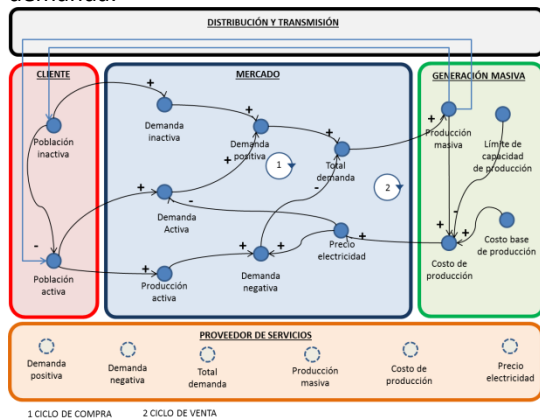 demanda.
DISTRIBUCIÓN Y TRANSMISIÓN
CLIENTE
MERCADO
GENERACIÓN MASIVA
Población
inactiva
Demanda
inactiva
Demanda
positiva
Total
demanda
Producción
masiva
Límite de
capacidad de
producción
1
2
Demanda
Activa
Precio
electricidad
Costo base
de producción
Costo de
producción
Población
activa
Producción
activa
Demanda
negativa
+
+
+
+
+
+
+
+
+
+
+
+
+
-
-
-
-
PROVEEDOR DE SERVICIOS
Demanda
positiva
Demanda
negativa
Total
demanda
Producción
masiva
Costo de
producción
Precio
electricidad
1 CICLO DE COMPRA 2 CICLO DE VENTA